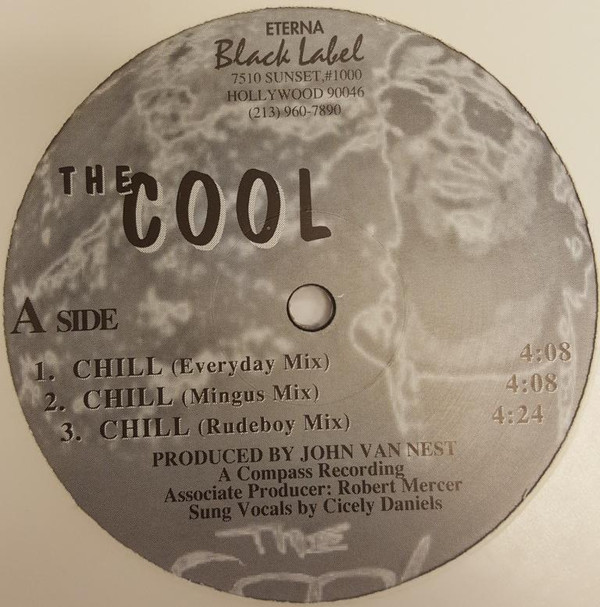 ETERNA
Black Label
7510 SUNSET,#1000
HOLLYWOOD 90046
(213) 960-7890
THE
COOL
A SIDE
1. CHILL (Everyday Mix) 4:08
2. CHILL (Mingus Mix) 4:08
3. CHILL (Rudeboy Mix) 4:24
PRODUCED BY JOHN VAN NEST
A Compass Recording
Associate Producer: Robert Mercer
Sung Vocals by Cicely Daniels
THE
COOL